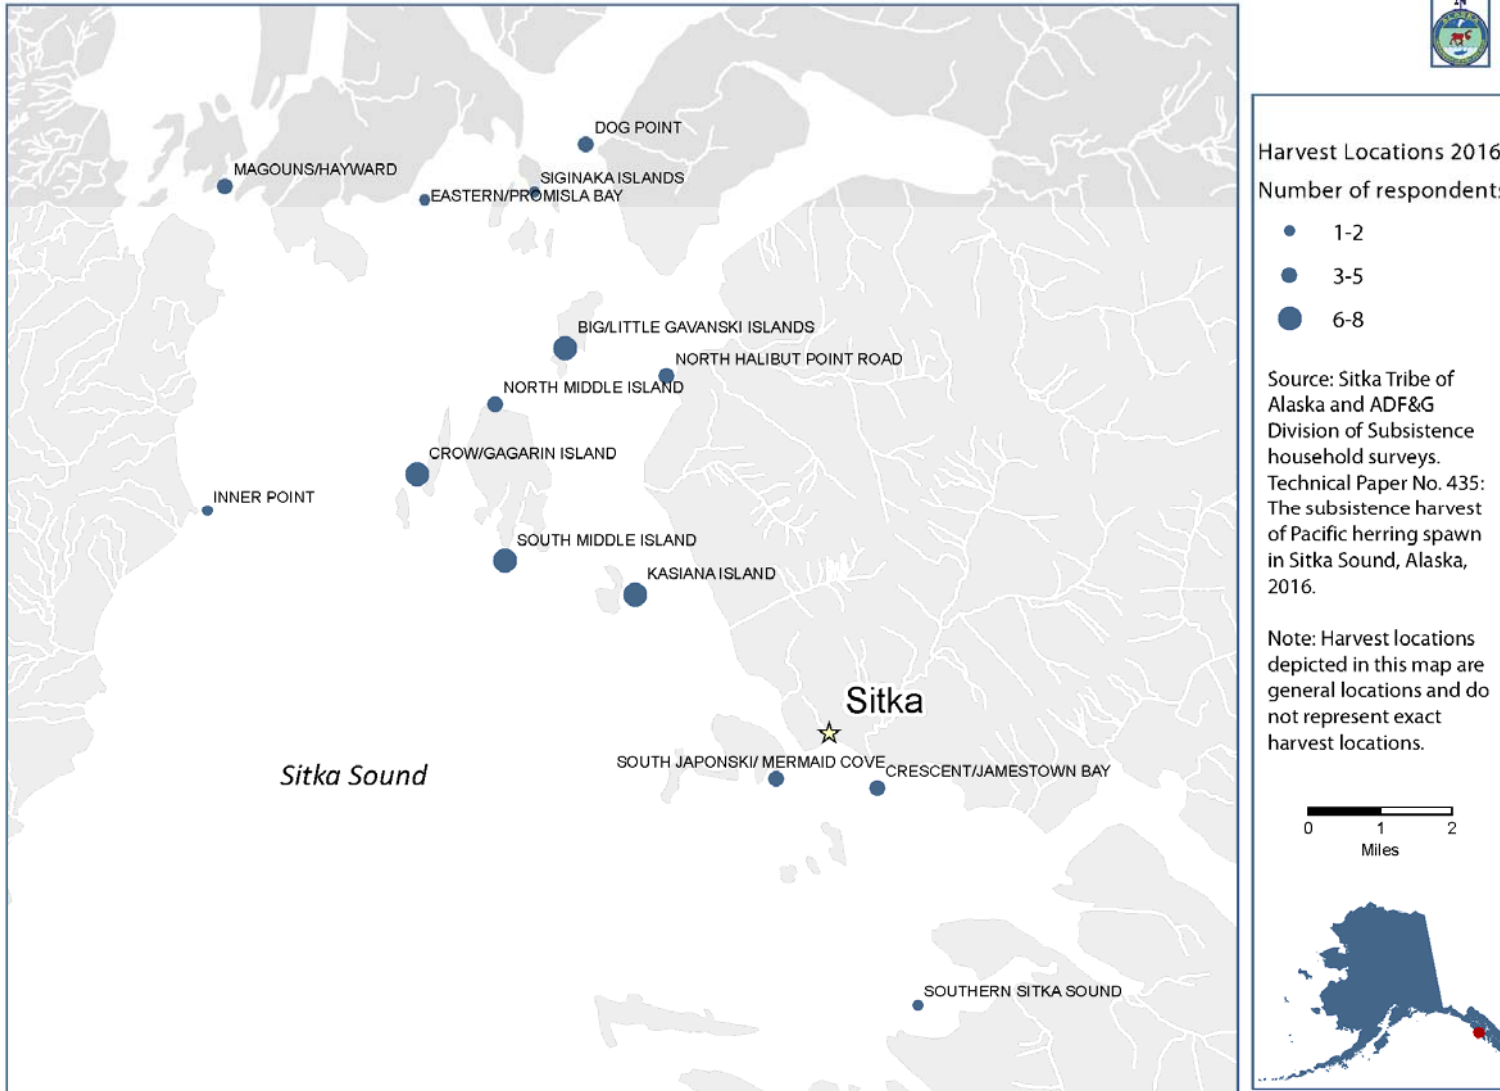 N
ALASKA
DOG POINT
MAGOUNS/HAYWARD
SIGINAKA ISLANDS
EASTERN/PROMISLA BAY
BIG/LITTLE GAVANSKI ISLANDS
NORTH HALIBUT POINT ROAD
NORTH MIDDLE ISLAND
CROW/GAGARIN ISLAND
INNER POINT
SOUTH MIDDLE ISLAND
KASIANA ISLAND
Sitka
SOUTH JAPONSKI/ MERMAID COVE
CRESCENT/JAMESTOWN BAY
Sitka Sound
SOUTHERN SITKA SOUND
Harvest Locations 2016
Number of respondents
1-2
3-5
6-8
Source: Sitka Tribe of
Alaska and ADF&G
Division of Subsistence
household surveys.
Technical Paper No. 435:
The subsistence harvest
of Pacific herring spawn
in Sitka Sound, Alaska,
2016.
Note: Harvest locations
depicted in this map are
general locations and do
not represent exact
harvest locations.
0 1 2
Miles